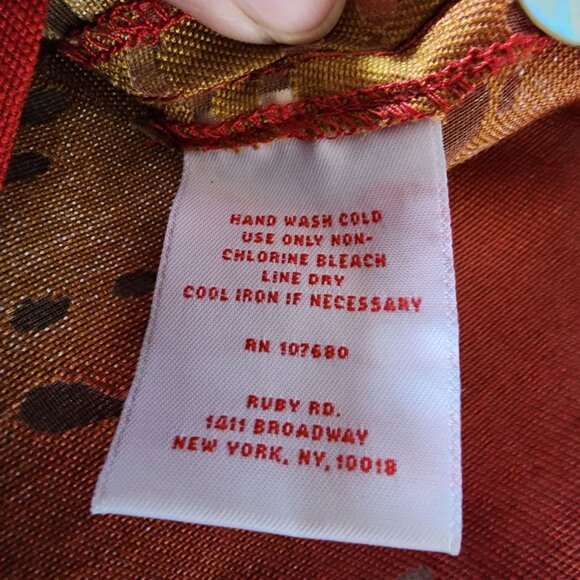 HAND WASH COLD
USE ONLY NON-
CHLORINE BLEACH
LINE DRY
COOL IRON IF NECESSARY
RN 107680
RUBY RD.
1411 BROADWAY
NEW YORK, NY, 10018